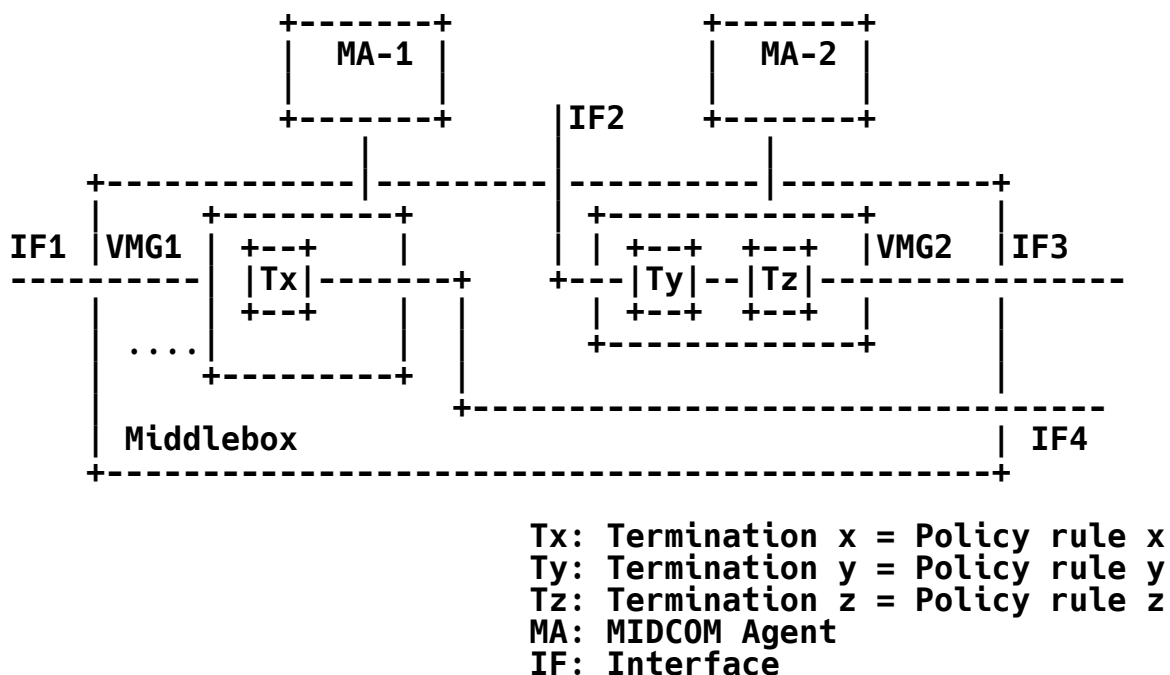 MA-1 MA-2
IF2
IF1 VMG1 VMG2 IF3
Tx Ty Tz
....
Middlebox IF4
Tx: Termination x = Policy rule x
Ty: Termination y = Policy rule y
Tz: Termination z = Policy rule z
MA: MIDCOM Agent
IF: Interface